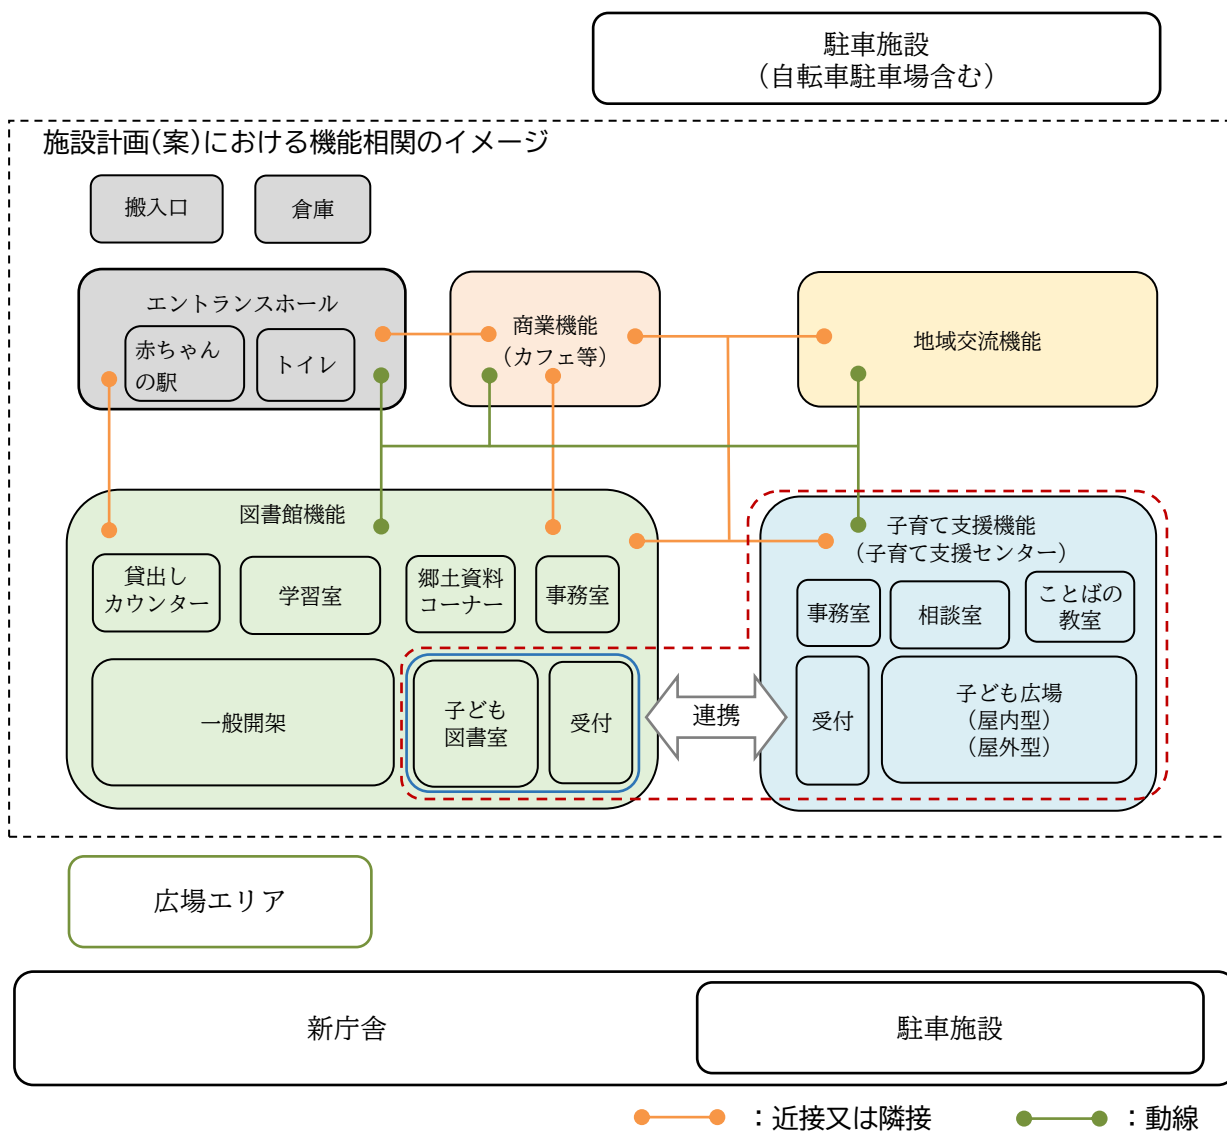 駐車施設
（自転車駐車場含む）
施設計画(案)における機能相関のイメージ
搬入口
倉庫
エントランスホール
赤ちゃん
の駅
トイレ
商業機能
（カフェ等）
地域交流機能
図書館機能
貸出し
カウンター
学習室
郷土資料
コーナー
事務室
一般開架
子ども
図書室
受付
連携
子育て支援機能
（子育て支援センター）
事務室
相談室
ことばの
教室
受付
子ども広場
（屋内型）
（屋外型）
広場エリア
新庁舎
駐車施設
：近接又は隣接
：動線